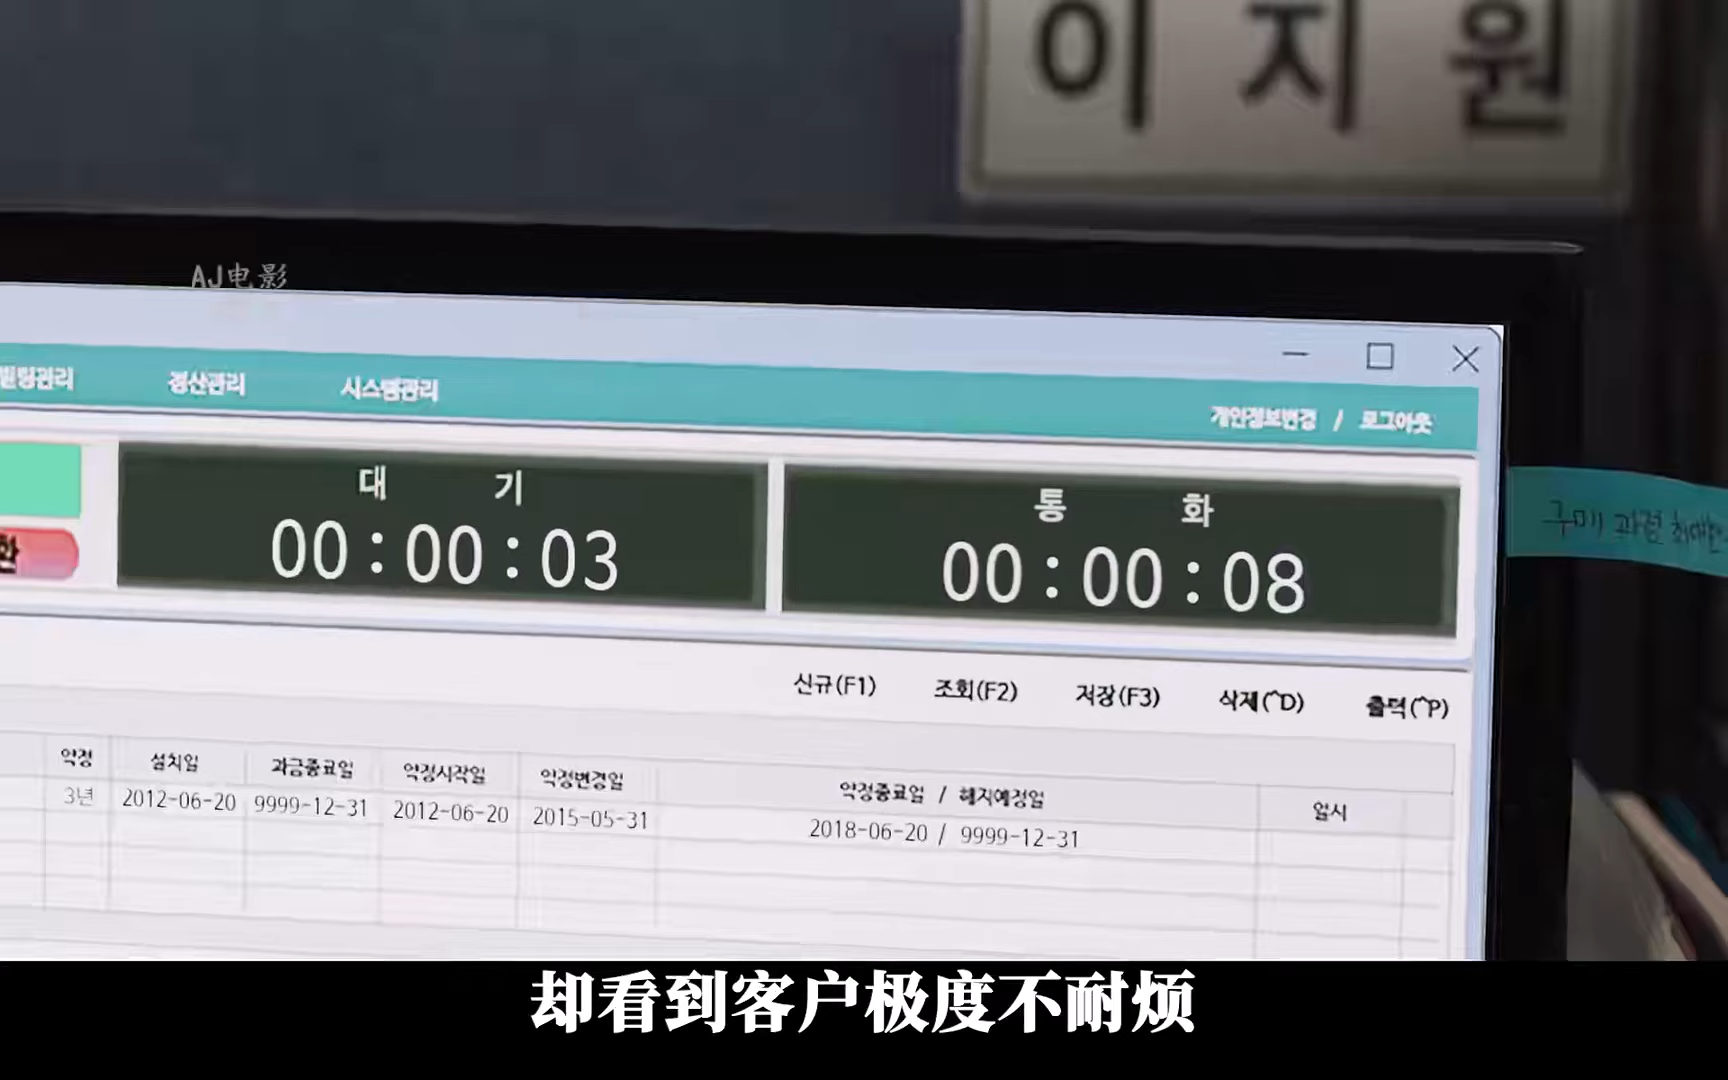 이지원
AJ电影
빌링관리 정산관리 시스템관리
개인정보변경 / 로그아웃
대기
00:00:03
통화
00:00:08
신규(F1) 조회(F2) 저장(F3) 삭제(^D) 출력(^P)
약정 설치일 과금종료일 약정시작일 약정변경일 약정종료일 / 해지예정일 일시
3년 2012-06-20 9999-12-31 2012-06-20 2015-05-31 2018-06-20 / 9999-12-31
却看到客户极度不耐烦